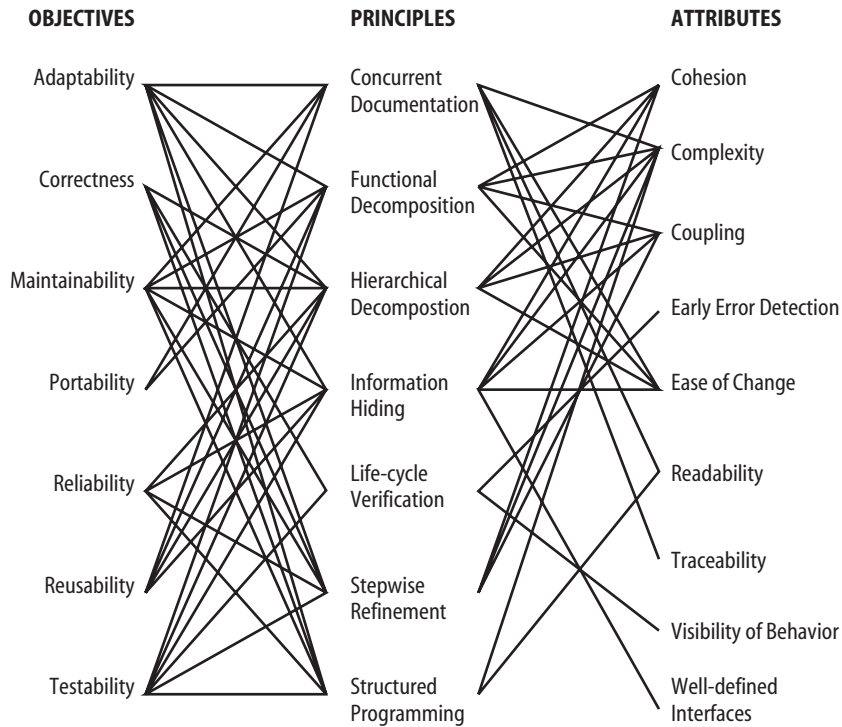 OBJECTIVES
Adaptability
Correctness
Maintainability
Portability
Reliability
Reusability
Testability
PRINCIPLES
Concurrent
Documentation
Functional
Decomposition
Hierarchical
Decompostion
Information
Hiding
Life-cycle
Verification
Stepwise
Refinement
Structured
Programming
ATTRIBUTES
Cohesion
Complexity
Coupling
Early Error Detection
Ease of Change
Readability
Traceability
Visibility of Behavior
Well-defined
Interfaces